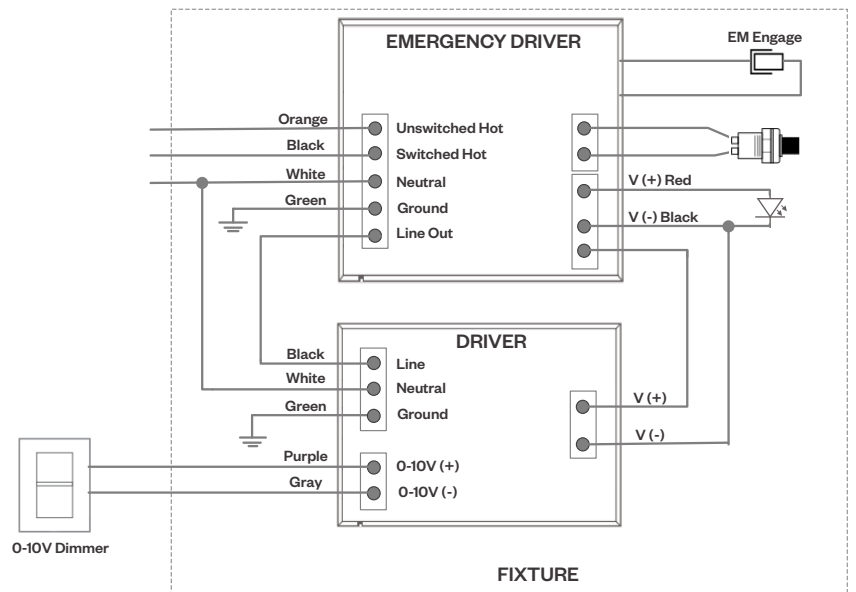 EMERGENCY DRIVER
EM Engage
Orange
Unswitched Hot
Black
Switched Hot
White
Neutral
V (+) Red
Green
Ground
V (-) Black
Line Out
DRIVER
Black
Line
White
Neutral
V (+)
Green
Ground
V (-)
Purple
0-10V (+)
Gray
0-10V (-)
0-10V Dimmer
FIXTURE